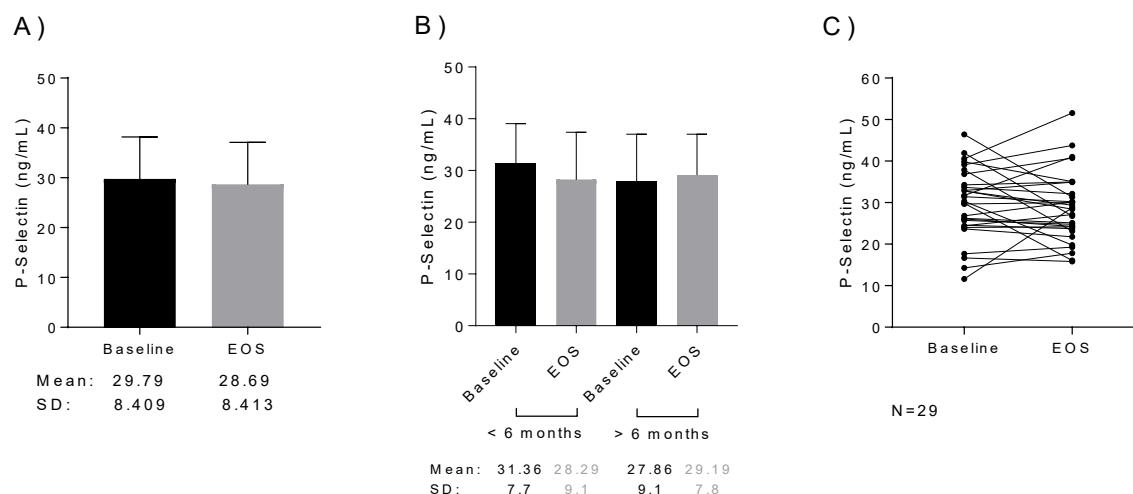 A)
P-Selectin (ng/mL)
50
40
30
20
10
0
Baseline EOS
Mean: 29.79 28.69
SD: 8.409 8.413
B)
P-Selectin (ng/mL)
50
40
30
20
10
0
Baseline EOS Baseline EOS
< 6 months > 6 months
Mean: 31.36 28.29 27.86 29.19
SD: 7.7 9.1 9.1 7.8
C)
P-Selectin (ng/mL)
60
50
40
30
20
10
0
Baseline EOS
N=29